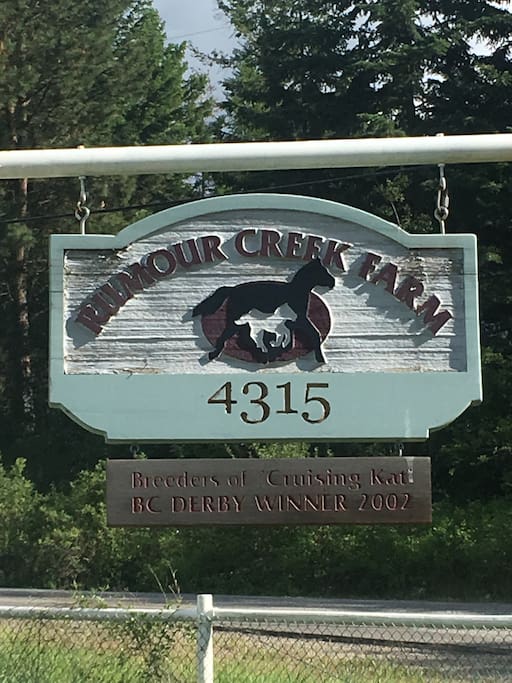 RUMOUR CREEK FARM
4315
Breeders of "Cruising Kat"
BC DERBY WINNER 2002